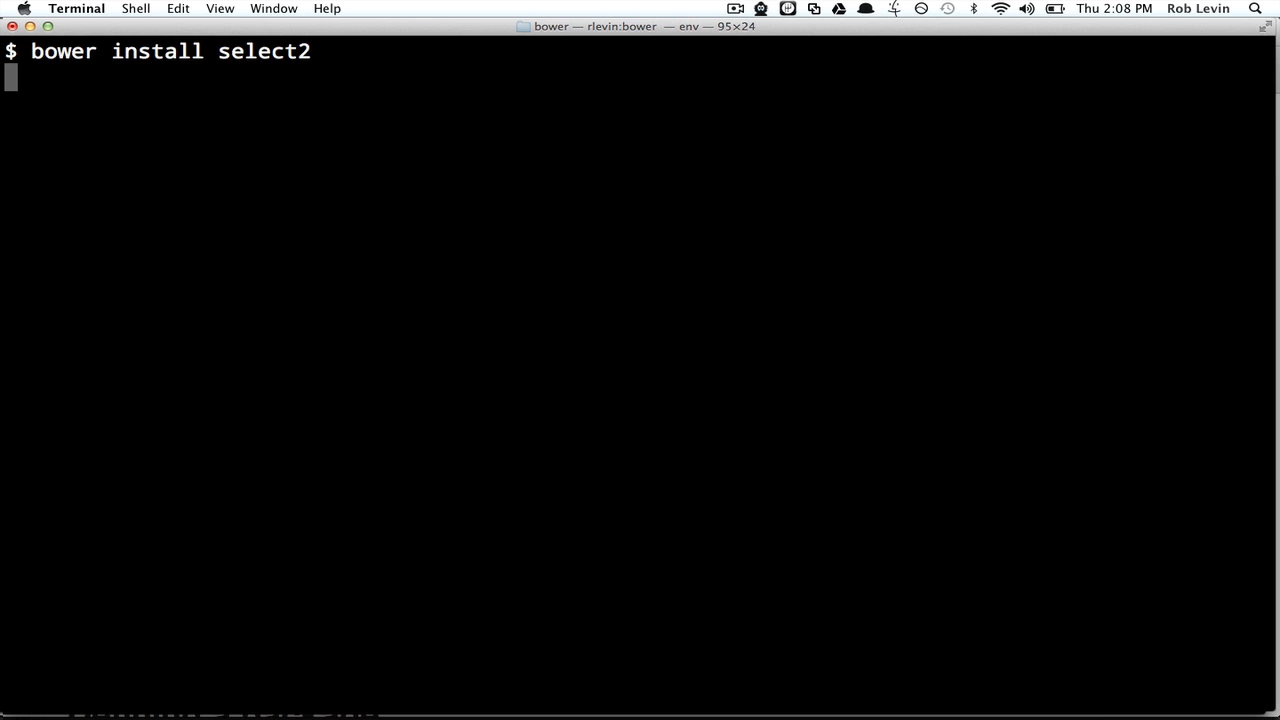 Terminal Shell Edit View Window Help Thu 2:08 PM Rob Levin
bower — rlevin:bower — env — 95×24
$ bower install select2